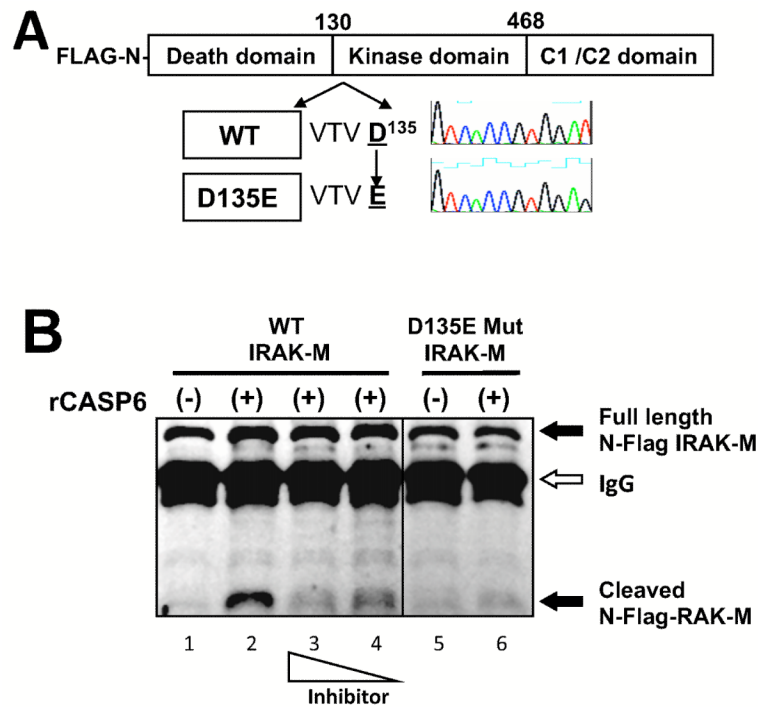 A
130 468
FLAG-N- Death domain Kinase domain C1 /C2 domain
WT VTV D135
D135E VTV E
B
WT
IRAK-M
D135E Mut
IRAK-M
rCASP6 (-) (+) (+) (+) (-) (+)
Full length
N-Flag IRAK-M
IgG
Cleaved
N-Flag-RAK-M
1 2 3 4 5 6
Inhibitor